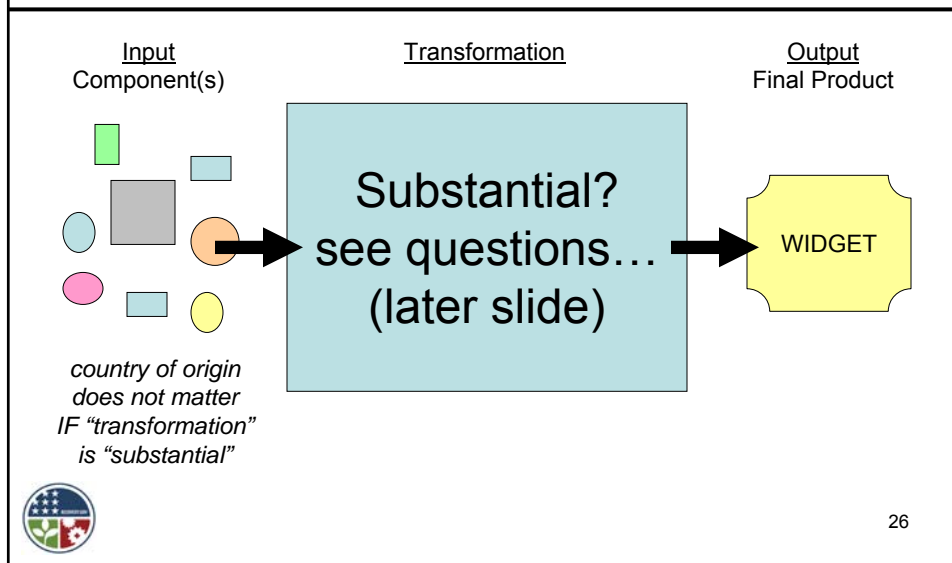 Input
Component(s)
Transformation
Output
Final Product
Substantial?
see questions…
(later slide)
WIDGET
country of origin
does not matter
IF “transformation”
is “substantial”
26